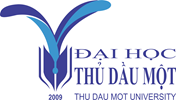 ĐẠI HỌC
THỦ DẦU MỘT
2009
THU DAU MOT UNIVERSITY